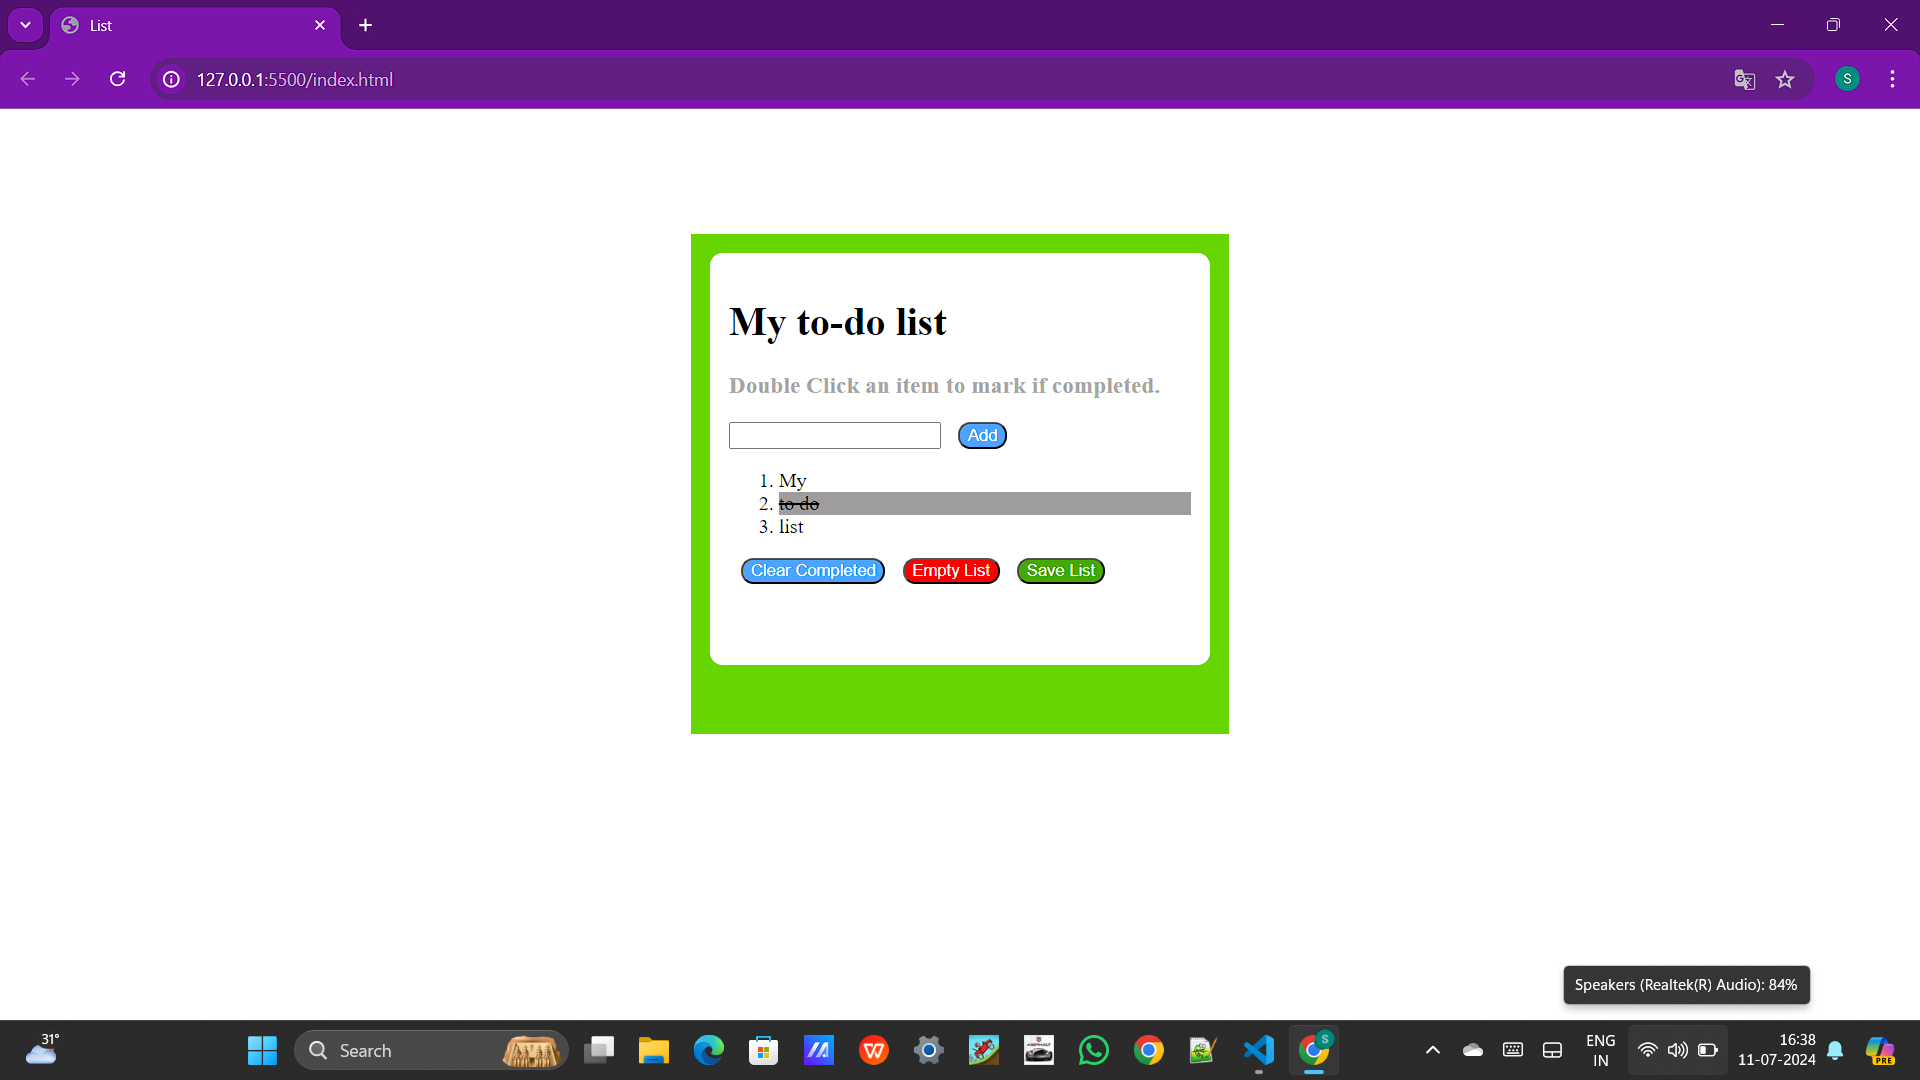 List
127.0.0.1:5500/index.html
S
My to-do list
Double Click an item to mark if completed.
Add
1. My
2. to do
3. list
Clear Completed
Empty List
Save List
Speakers (Realtek(R) Audio): 84%
31°
Search
W
ASPHALT
S
ENG
IN
16:38
11-07-2024
PRE